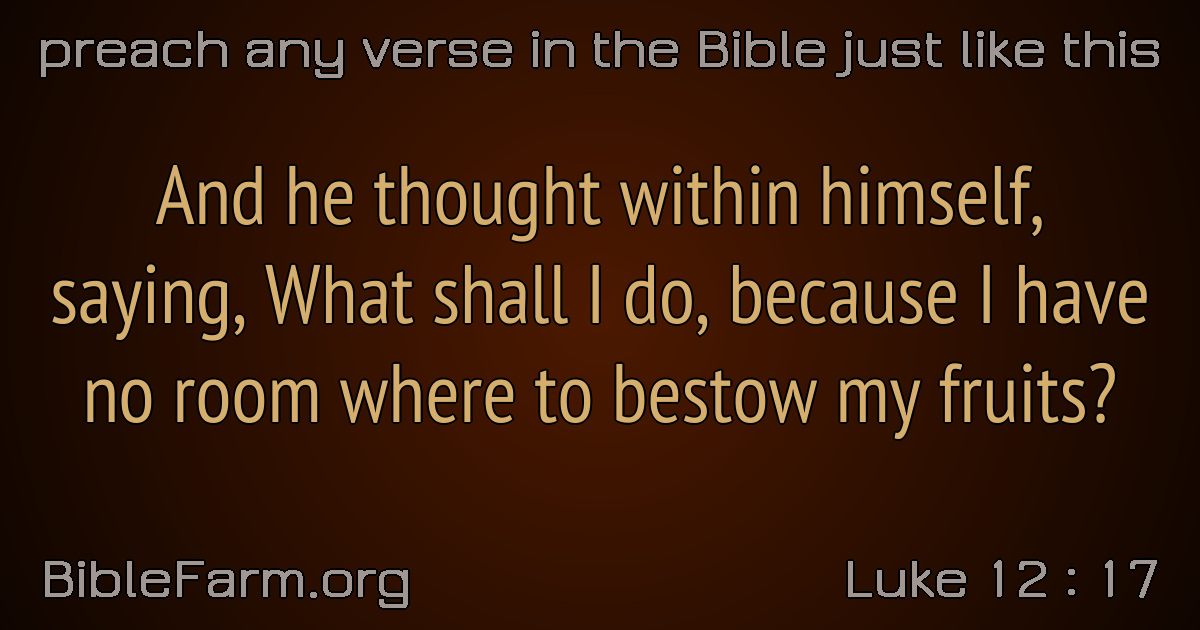 preach any verse in the Bible just like this
And he thought within himself,
saying, What shall I do, because I have
no room where to bestow my fruits?
BibleFarm.org
Luke 12 : 17